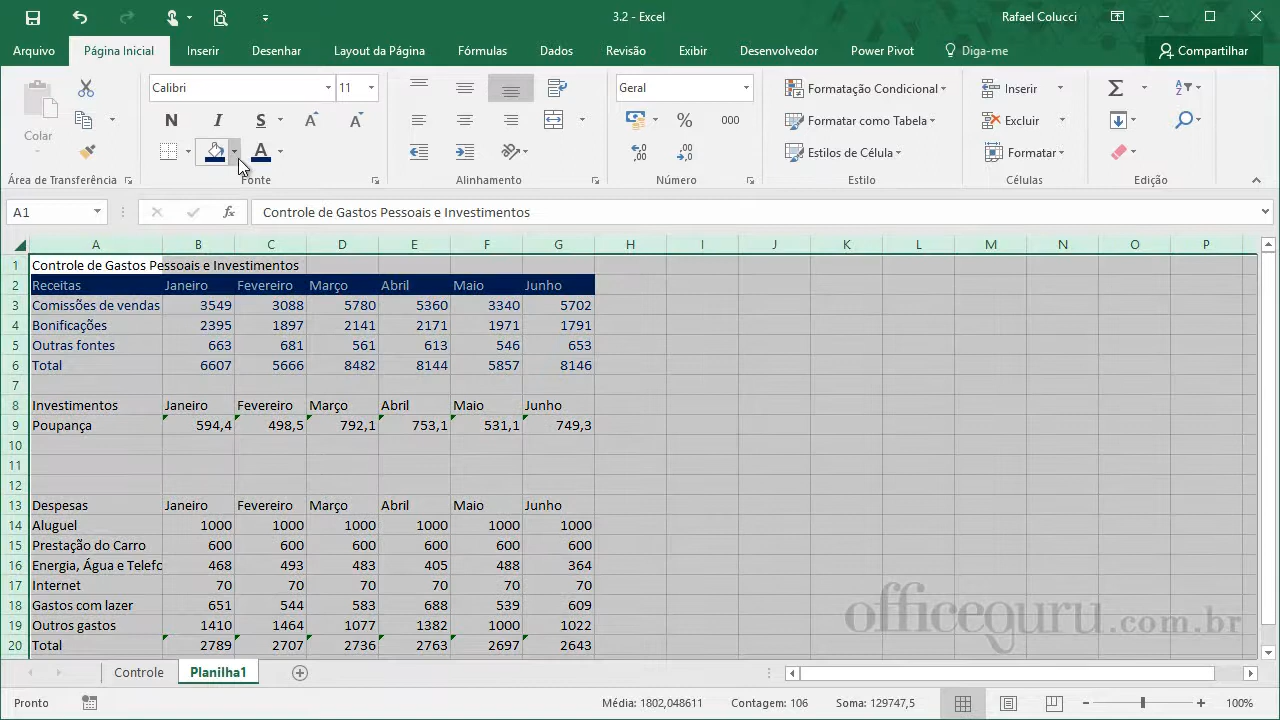 3.2 - Excel
Rafael Colucci
Arquivo Página Inicial Inserir Desenhar Layout da Página Fórmulas Dados Revisão Exibir Desenvolvedor Power Pivot Diga-me Compartilhar
Colar
Calibri 11
Geral
N I S A A
% 000
Formatação Condicional
Formatar como Tabela
Estilos de Célula
Inserir
Excluir
Formatar
Área de Transferência Fonte Alinhamento Número Estilo Células Edição
A1 fx Controle de Gastos Pessoais e Investimentos
A B C D E F G H I J K L M N O P
1 Controle de Gastos Pessoais e Investimentos
2 Receitas Janeiro Fevereiro Março Abril Maio Junho
3 Comissões de vendas 3549 3088 5780 5360 3340 5702
4 Bonificações 2395 1897 2141 2171 1971 1791
5 Outras fontes 663 681 561 613 546 653
6 Total 6607 5666 8482 8144 5857 8146
7
8 Investimentos Janeiro Fevereiro Março Abril Maio Junho
9 Poupança 594,4 498,5 792,1 753,1 531,1 749,3
10
11
12
13 Despesas Janeiro Fevereiro Março Abril Maio Junho
14 Aluguel 1000 1000 1000 1000 1000 1000
15 Prestação do Carro 600 600 600 600 600 600
16 Energia, Água e Telefo 468 493 483 405 488 364
17 Internet 70 70 70 70 70 70
18 Gastos com lazer 651 544 583 688 539 609
19 Outros gastos 1410 1464 1077 1382 1000 1022
20 Total 2789 2707 2736 2763 2697 2643
officeguru.com.br
Controle Planilha1
Pronto Média: 1802,048611 Contagem: 106 Soma: 129747,5 100%